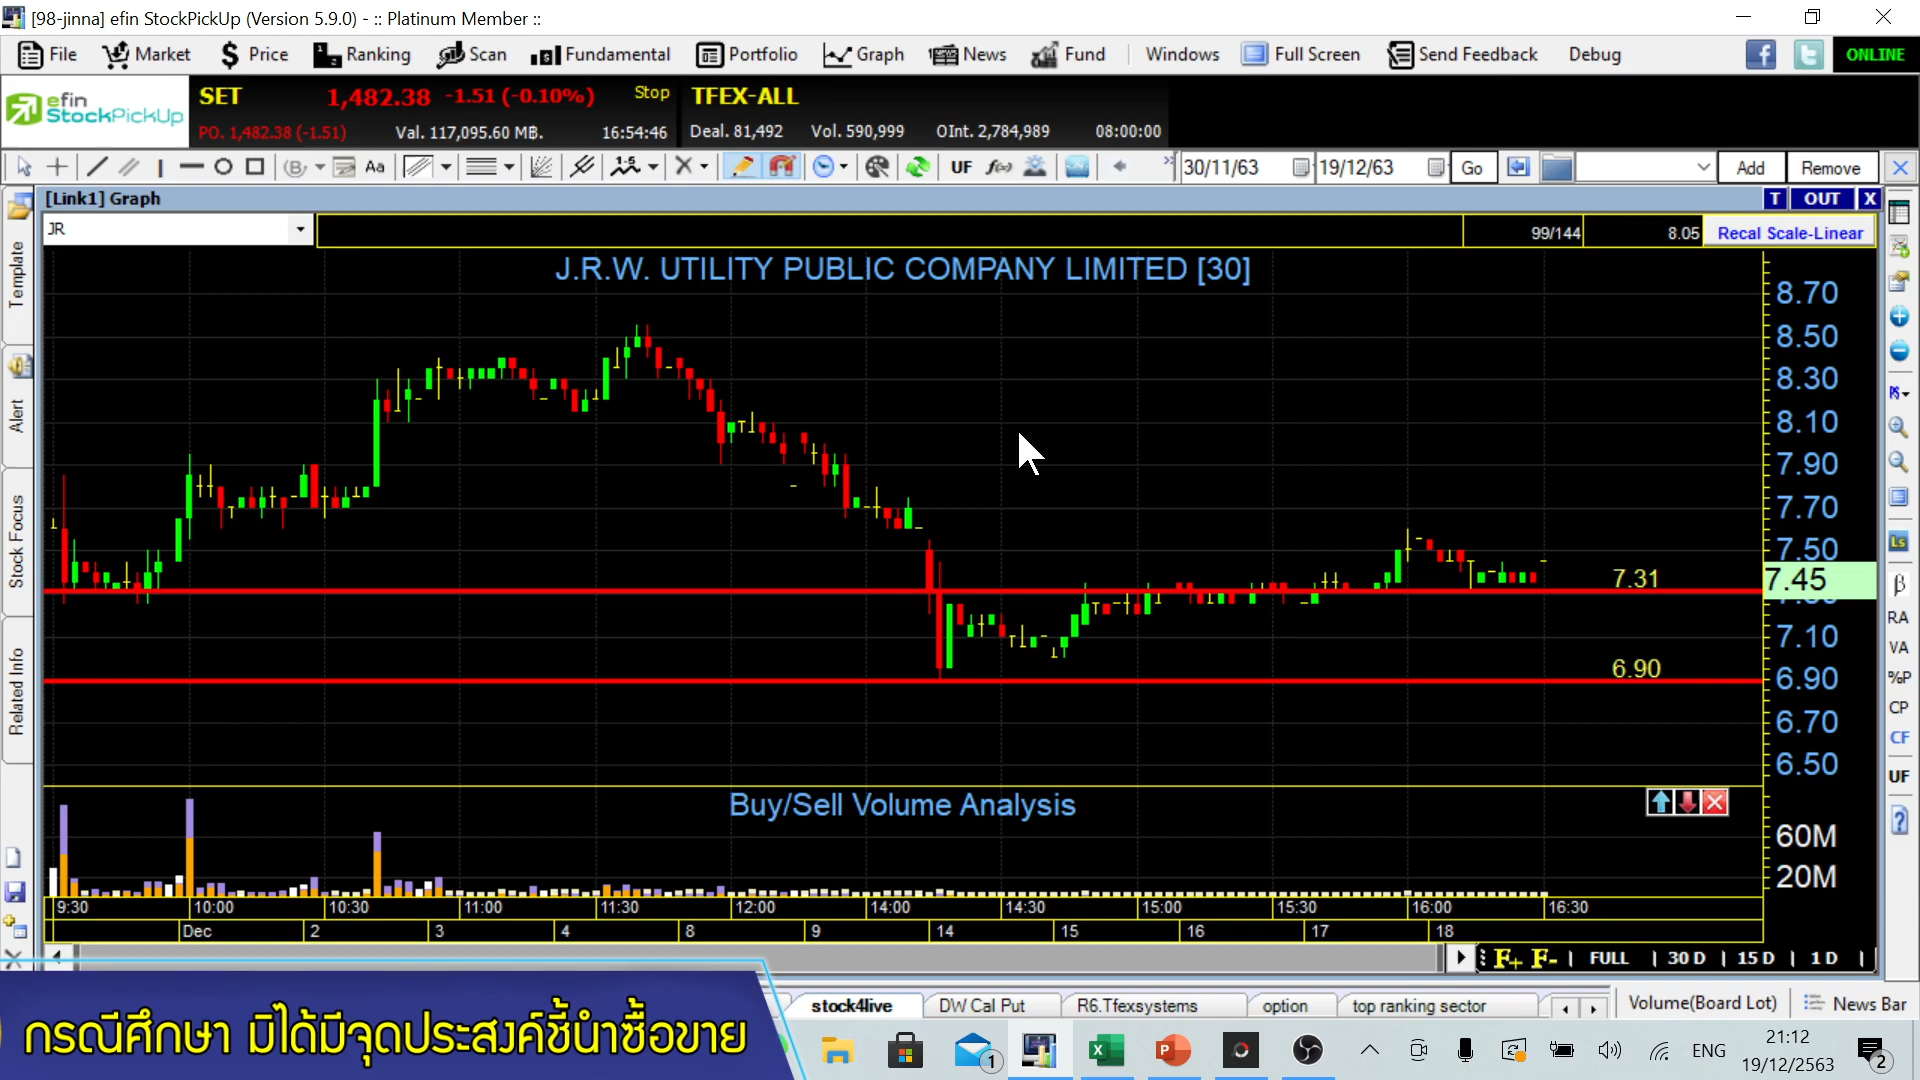 [98-jinna] efin StockPickUp (Version 5.9.0) - :: Platinum Member ::
File Market Price Ranking Scan Fundamental Portfolio Graph News Fund Windows Full Screen Send Feedback Debug ONLINE
efin StockPickUp
SET 1,482.38 -1.51 (-0.10%) Stop TFEX-ALL
PO. 1,482.38 (-1.51) Val. 117,095.60 MB. 16:54:46 Deal. 81,492 Vol. 590,999 OInt. 2,784,989 08:00:00
Aa 1-5 UF f(x) 30/11/63 19/12/63 Go Add Remove
[Link1] Graph T OUT X
JR 99/144 8.05 Recal Scale-Linear
J.R.W. UTILITY PUBLIC COMPANY LIMITED [30]
Template
Alert
Stock Focus
Related Info
8.70
8.50
8.30
8.10
7.90
7.70
7.50
7.31 7.45
7.10
6.90 6.90
6.70
6.50
Buy/Sell Volume Analysis
60M
20M
Ls
β
RA
VA
%P
CP
CF
UF
9:30 10:00 10:30 11:00 11:30 12:00 14:00 14:30 15:00 15:30 16:00 16:30
Dec 2 3 4 8 9 14 15 16 17 18
F+ F- | FULL | 30 D | 15 D | 1 D |
stock4live DW Cal Put R6.Tfexsystems option top ranking sector Volume(Board Lot) News Bar
กรณีศึกษา มิได้มีจุดประสงค์ชี้นำซื้อขาย
1 ENG 21:12
19/12/2563 2